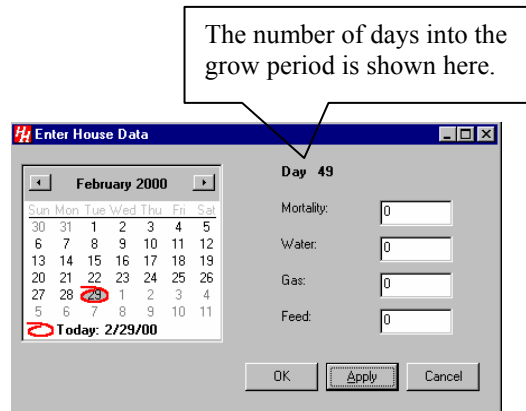 The number of days into the
grow period is shown here.
Enter House Data
February 2000
Sun Mon Tue Wed Thu Fri Sat
30 31 1 2 3 4 5
6 7 8 9 10 11 12
13 14 15 16 17 18 19
20 21 22 23 24 25 26
27 28 29 1 2 3 4
5 6 7 8 9 10 11
Today: 2/29/00
Day 49
Mortality: 0
Water: 0
Gas: 0
Feed: 0
OK Apply Cancel